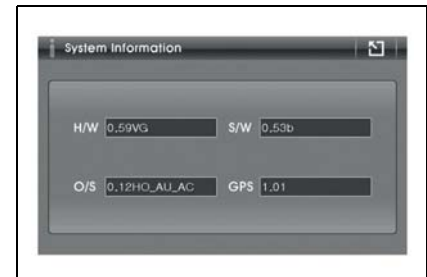 System Information
H/W 0.59VG S/W 0.53b
O/S 0.12HO_AU_AC GPS 1.01